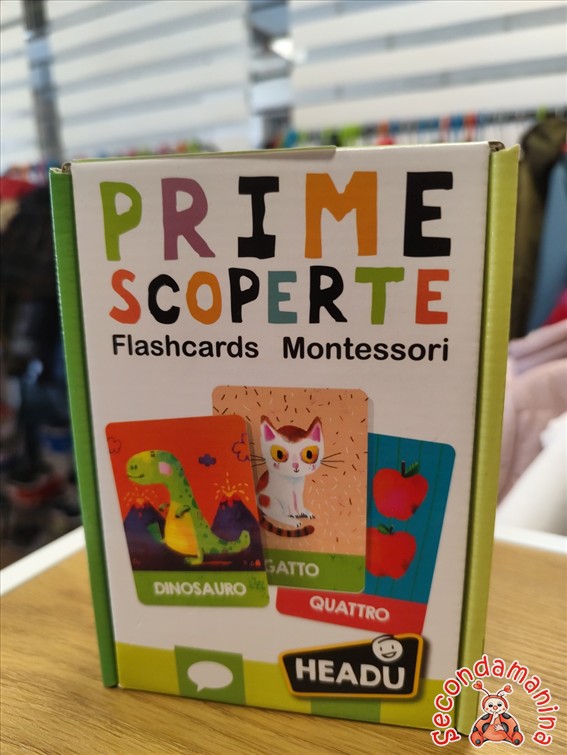 PRIME
SCOPERTE
Flashcards Montessori
DINOSAURO
GATTO
QUATTRO
HEADU
Secondamanina